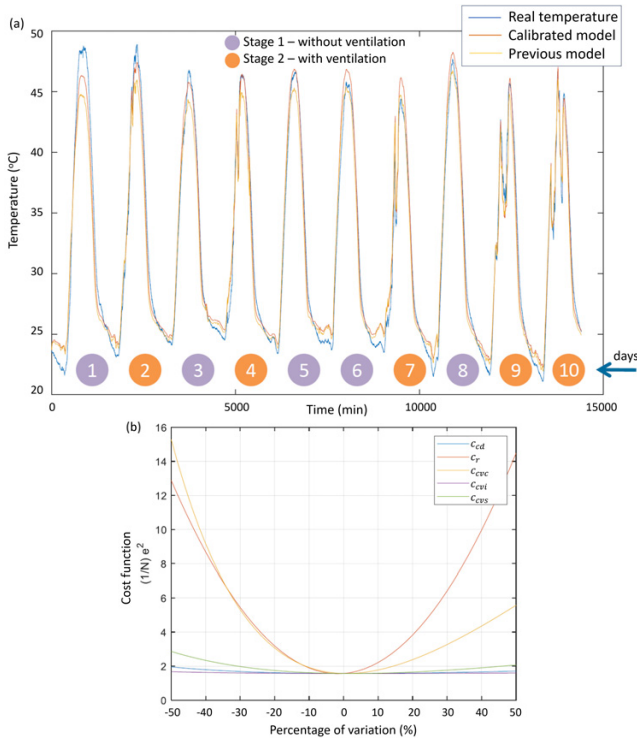 (a)
Real temperature
Calibrated model
Previous model
Stage 1 – without ventilation
Stage 2 – with ventilation
Temperature (°C)
50
45
40
35
30
25
20
1 2 3 4 5 6 7 8 9 10
days
0 5000 10000 15000
Time (min)
(b)
c_cd
c_r
c_cvc
c_cvi
c_cvs
Cost function
(1/N) e²
16
14
12
10
8
6
4
2
0
-50 -40 -30 -20 -10 0 10 20 30 40 50
Percentage of variation (%)